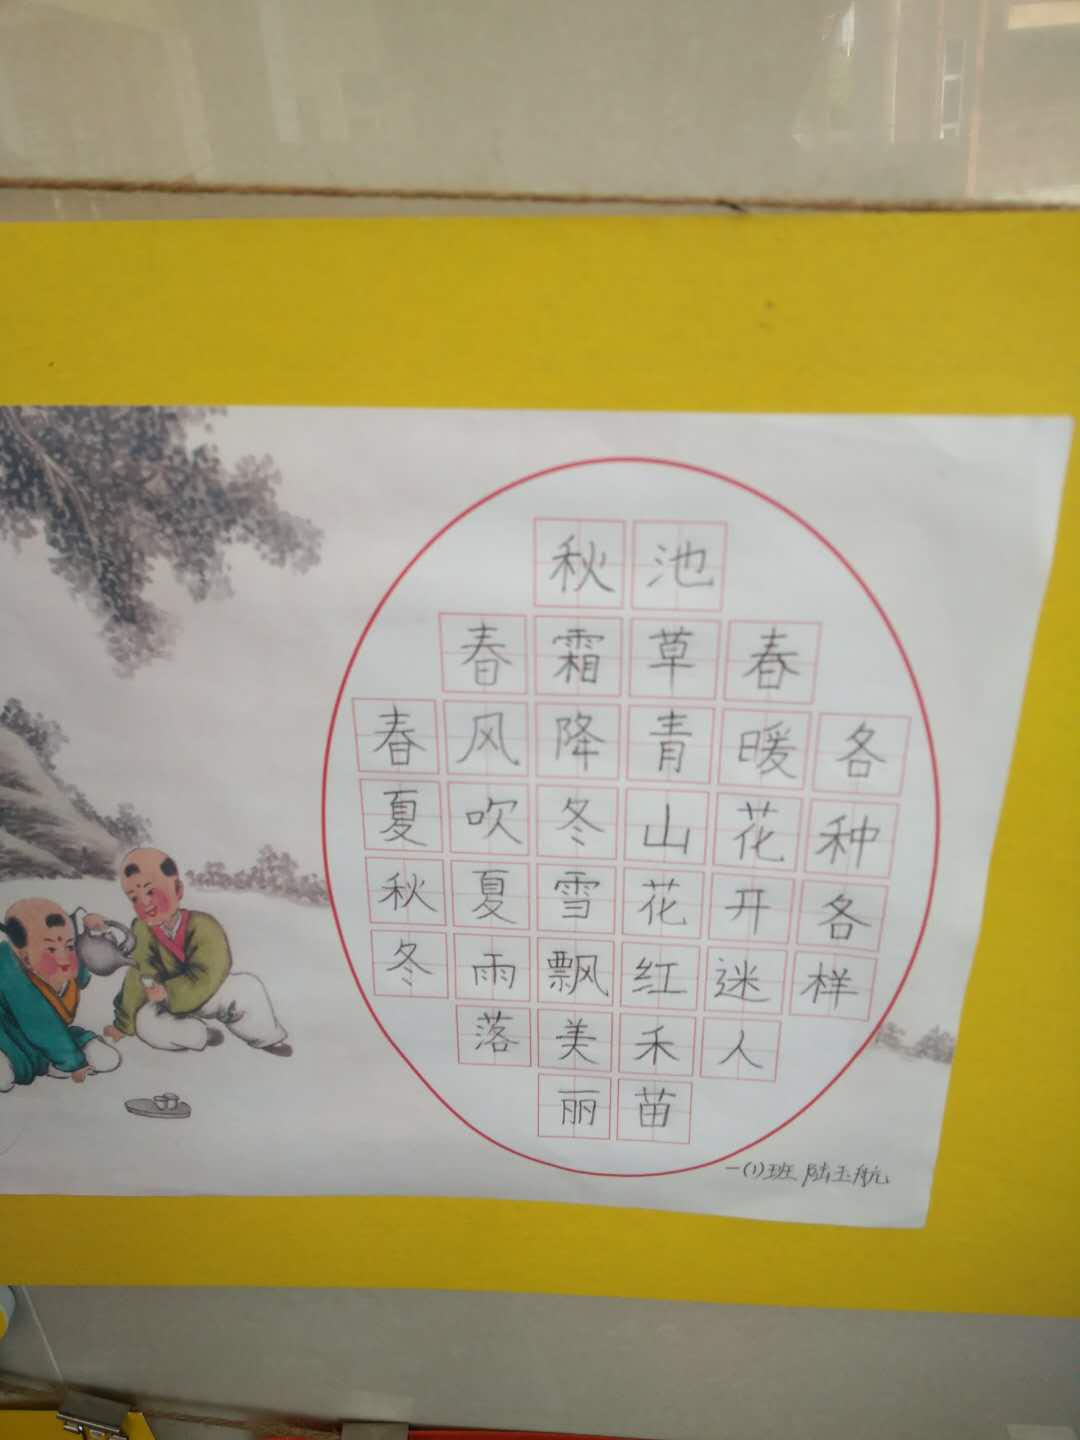 春夏秋冬
春风吹夏雨落
秋霜降冬雪飘美丽
池草青山花红禾苗
春暖花开迷人
各种各样
一(1)班 陆玉航